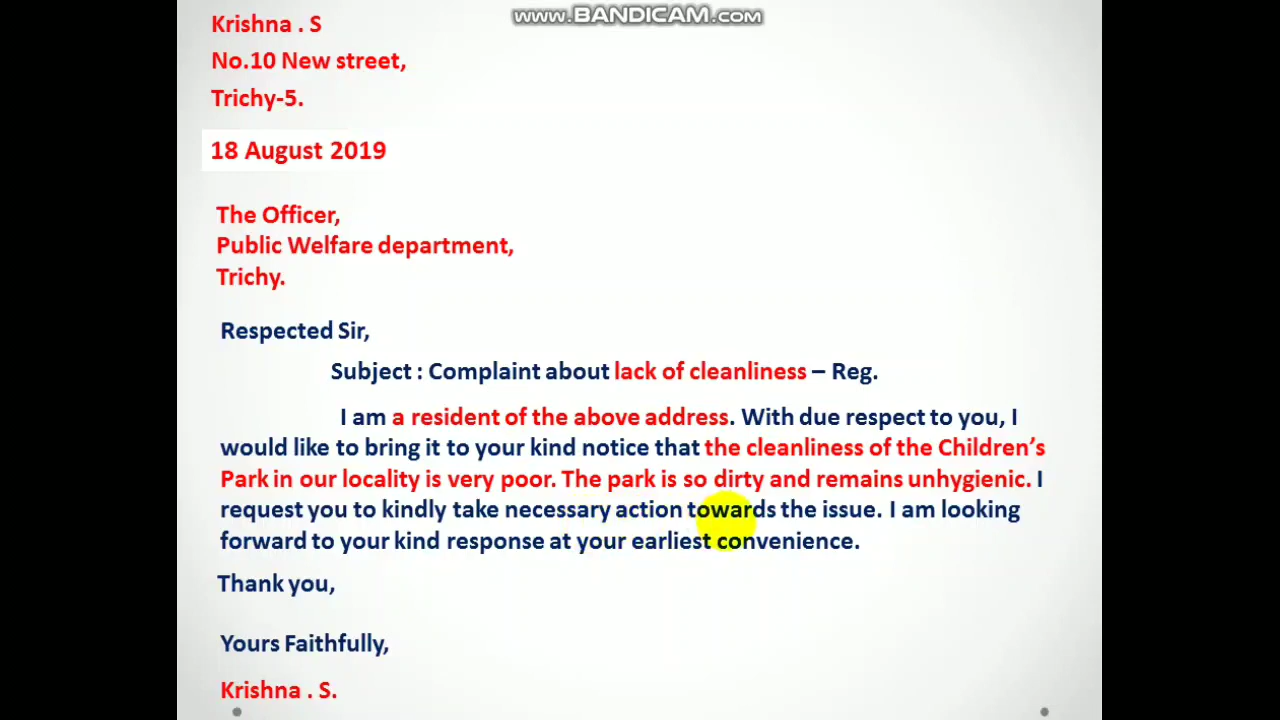 www.BANDICAM.com
Krishna . S
No.10 New street,
Trichy-5.
18 August 2019
The Officer,
Public Welfare department,
Trichy.
Respected Sir,
Subject : Complaint about lack of cleanliness – Reg.
I am a resident of the above address. With due respect to you, I
would like to bring it to your kind notice that the cleanliness of the Children’s
Park in our locality is very poor. The park is so dirty and remains unhygienic. I
request you to kindly take necessary action towards the issue. I am looking
forward to your kind response at your earliest convenience.
Thank you,
Yours Faithfully,
Krishna . S.